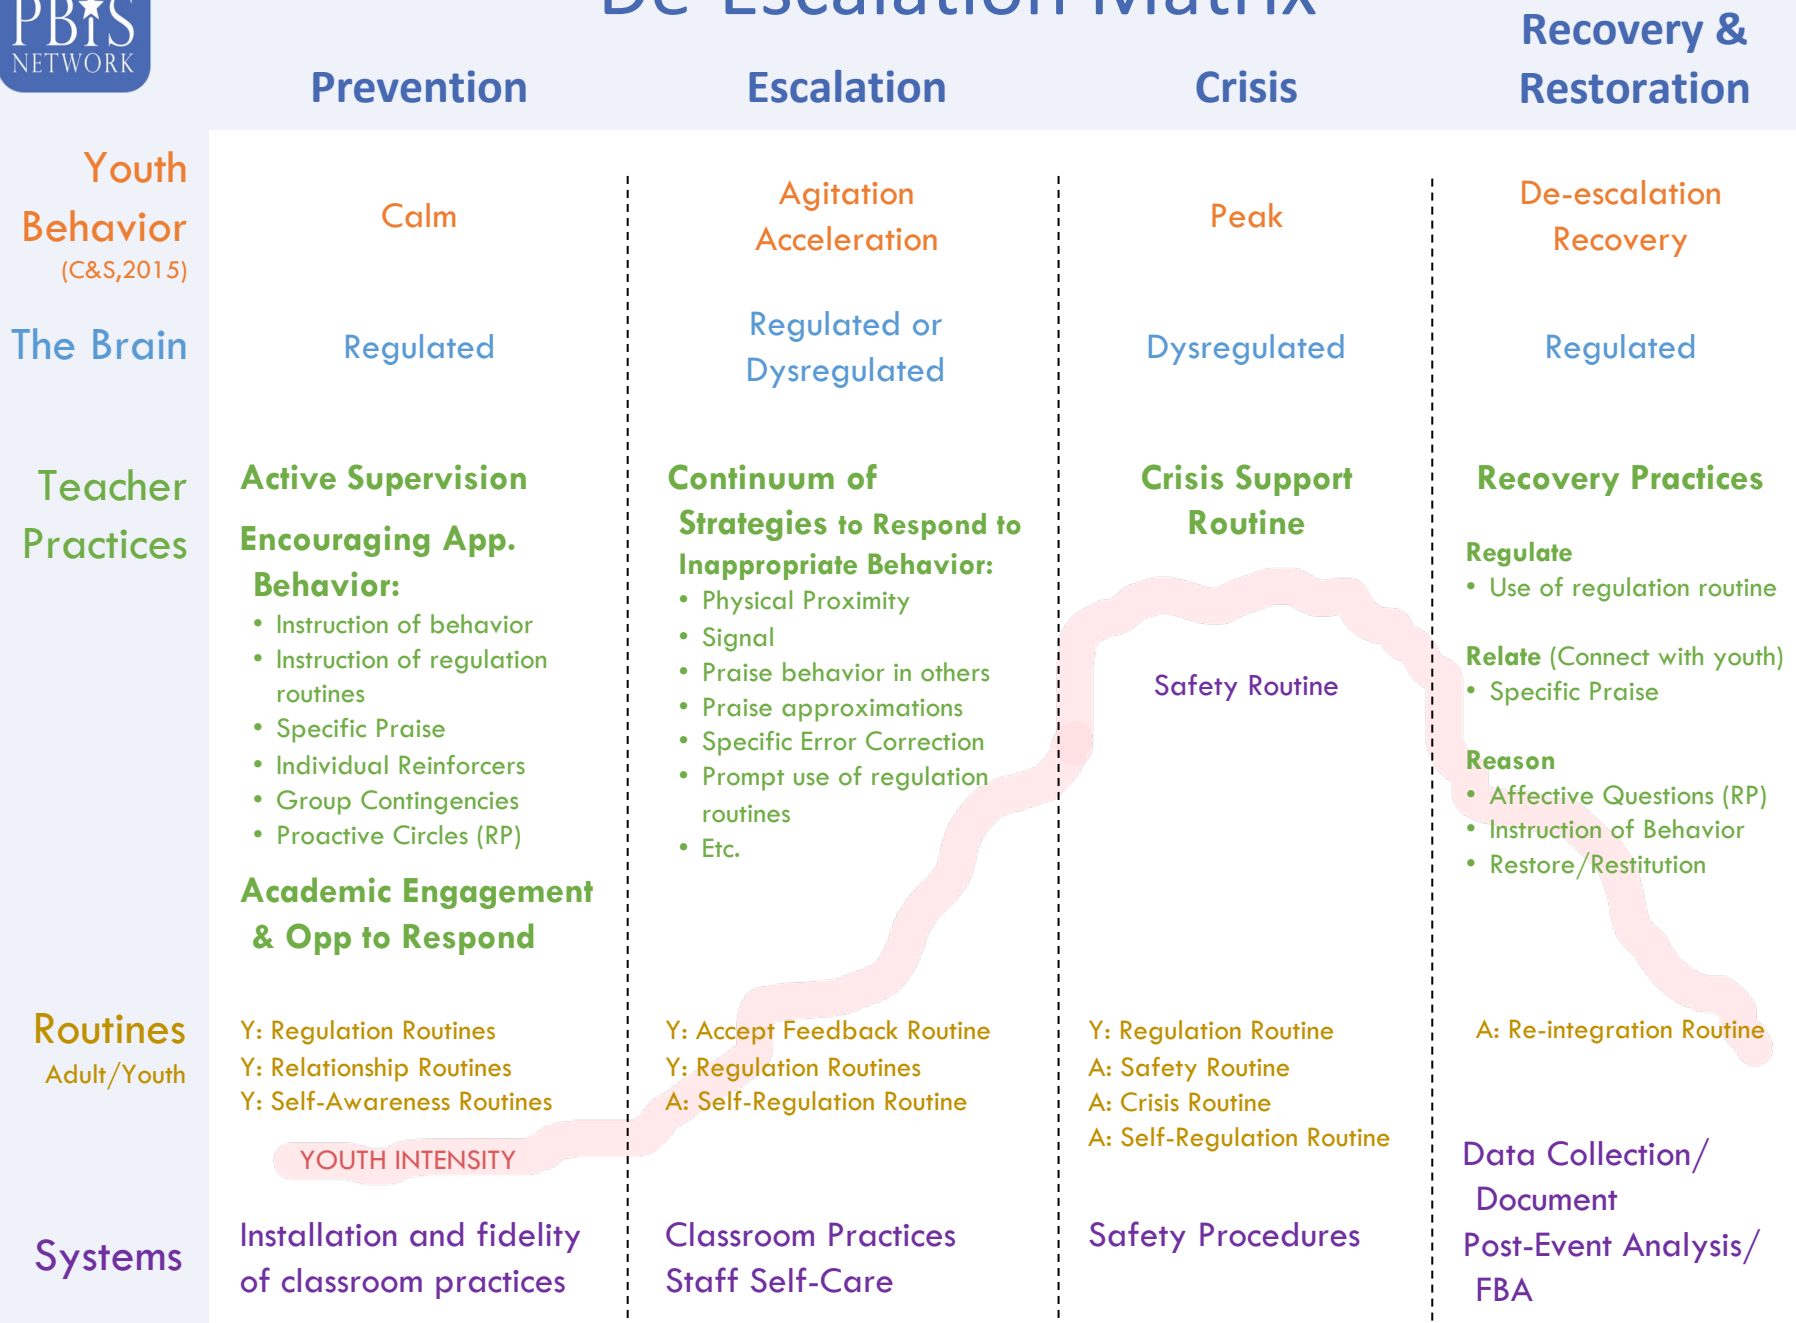 De-Escalation Matrix
PBIS
NETWORK
Prevention
Escalation
Crisis
Recovery &
Restoration
Youth
Behavior
(C&S,2015)
Calm
Agitation
Acceleration
Peak
De-escalation
Recovery
The Brain
Regulated
Regulated or
Dysregulated
Dysregulated
Regulated
Teacher
Practices
Active Supervision
Encouraging App.
Behavior:
• Instruction of behavior
• Instruction of regulation
routines
• Specific Praise
• Individual Reinforcers
• Group Contingencies
• Proactive Circles (RP)
Academic Engagement
& Opp to Respond
Continuum of
Strategies to Respond to
Inappropriate Behavior:
• Physical Proximity
• Signal
• Praise behavior in others
• Praise approximations
• Specific Error Correction
• Prompt use of regulation
routines
• Etc.
Crisis Support
Routine
Safety Routine
Recovery Practices
Regulate
• Use of regulation routine
Relate (Connect with youth)
• Specific Praise
Reason
• Affective Questions (RP)
• Instruction of Behavior
• Restore/Restitution
Routines
Adult/Youth
Y: Regulation Routines
Y: Relationship Routines
Y: Self-Awareness Routines
Y: Accept Feedback Routine
Y: Regulation Routines
A: Self-Regulation Routine
Y: Regulation Routine
A: Safety Routine
A: Crisis Routine
A: Self-Regulation Routine
A: Re-integration Routine
YOUTH INTENSITY
Systems
Installation and fidelity
of classroom practices
Classroom Practices
Staff Self-Care
Safety Procedures
Data Collection/
Document
Post-Event Analysis/
FBA